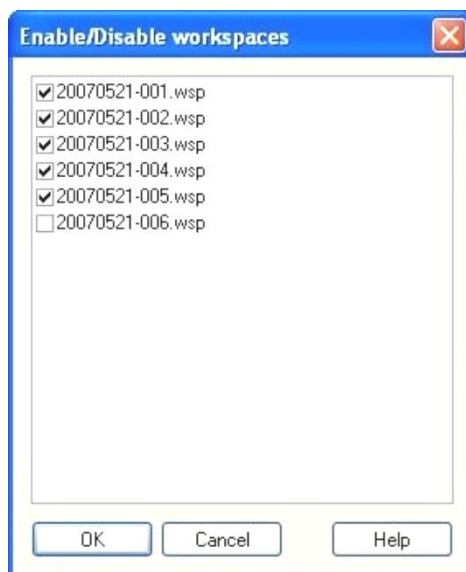 Enable/Disable workspaces
20070521-001.wsp
20070521-002.wsp
20070521-003.wsp
20070521-004.wsp
20070521-005.wsp
20070521-006.wsp
OK Cancel Help